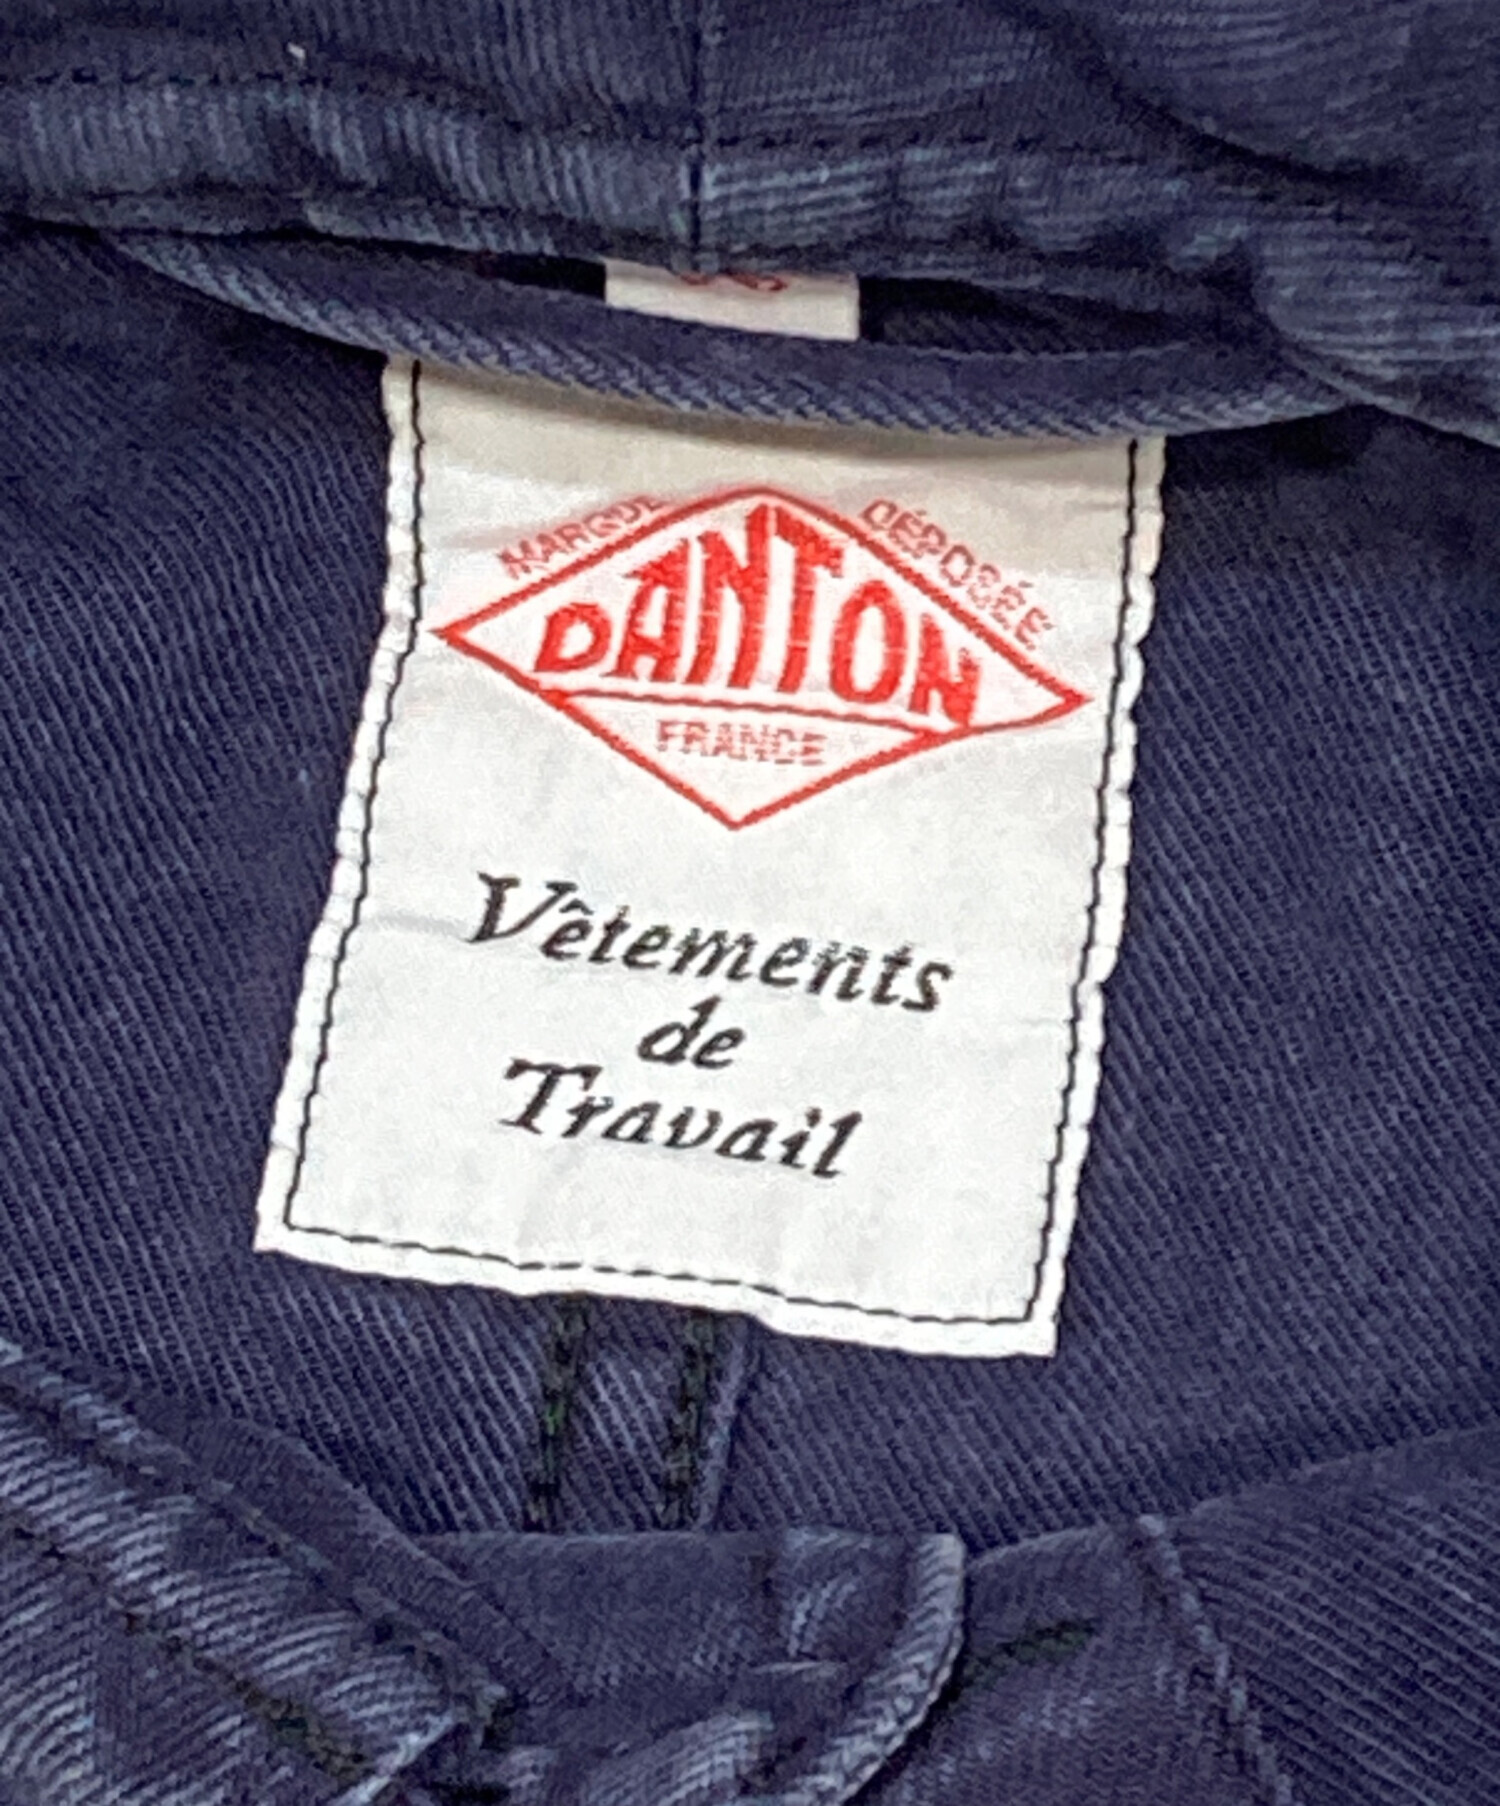 MARQUE DÉPOSÉE
DANTON
FRANCE
Vêtements
de
Travail